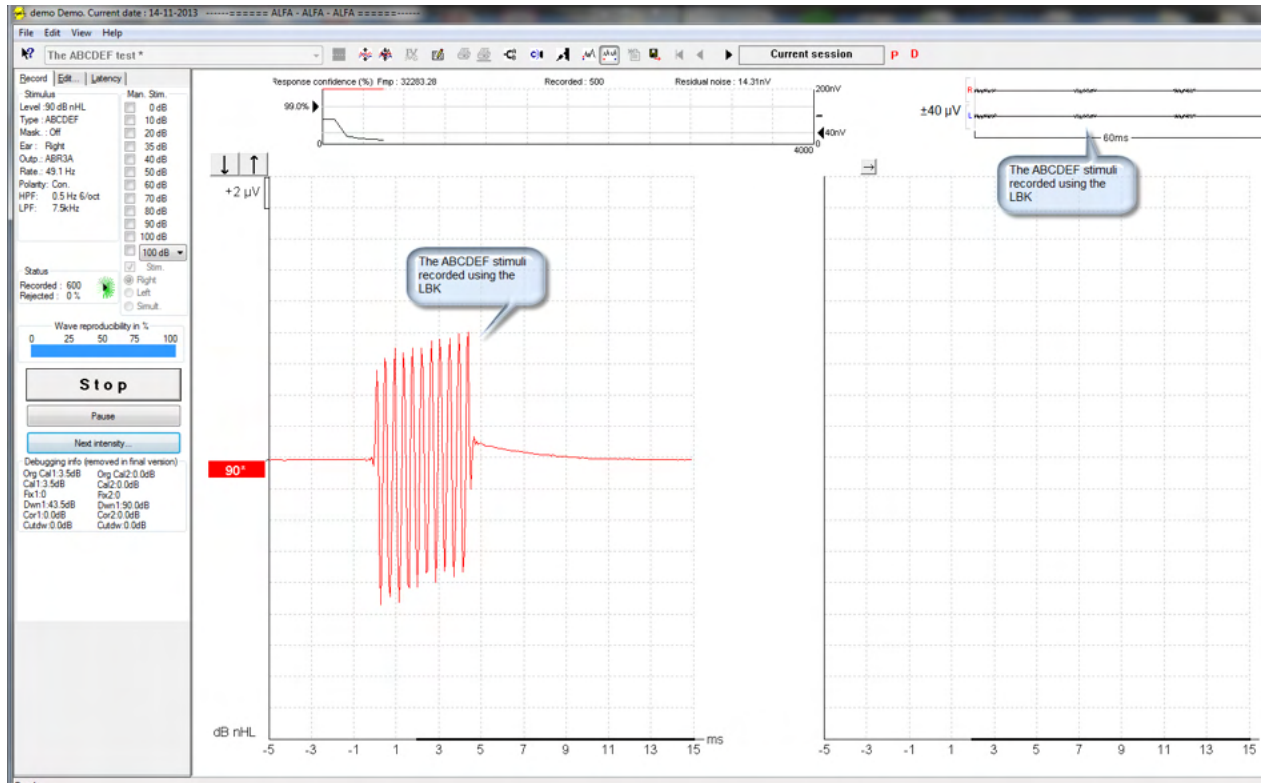 demo Demo. Current date : 14-11-2013 ------====== ALFA - ALFA - ALFA ======------
File Edit View Help
The ABCDEF test *
Current session P D
Record Edit... Latency
Stimulus
Level :90 dB nHL
Type : ABCDEF
Mask. : Off
Ear : Right
Outp.: ABR3A
Rate.: 49.1 Hz
Polarity: Con.
HPF: 0.5 Hz 6/oct
LPF: 7.5kHz
Man. Stim.
0 dB
10 dB
20 dB
35 dB
40 dB
50 dB
60 dB
70 dB
80 dB
90 dB
100 dB
100 dB
Stim.
Right
Left
Simult.
Status
Recorded : 600
Rejected : 0 %
Wave reproducibility in %
0 25 50 75 100
Stop
Pause
Next intensity...
Debugging info (removed in final version)
Org Cal1:3.5dB Org Cal2:0.0dB
Cal1:3.5dB Cal2:0.0dB
Fix1:0 Fix2:0
Dwn1:43.5dB Dwn1:90.0dB
Cor1:0.0dB Cor2:0.0dB
Cutdw:0.0dB Cutdw:0.0dB
Response confidence (%) Fmp : 32283.28 Recorded : 500 Residual noise : 14.31nV
200nV
99.0%
40nV
0 0
4000
±40 µV
R
L
60ms
The ABCDEF stimuli
recorded using the
LBK
+2 µV
The ABCDEF stimuli
recorded using the
LBK
90*
dB nHL
ms
-5 -3 -1 1 3 5 7 9 11 13 15
-5 -3 -1 1 3 5 7 9 11 13 15